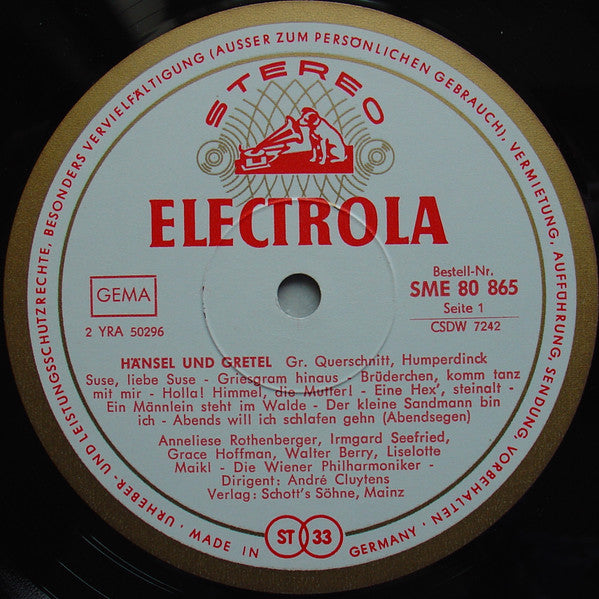 URHEBER- UND LEISTUNGSSCHUTZRECHTE, BESONDERS VERVIELFÄLTIGUNG (AUSSER ZUM PERSÖNLICHEN GEBRAUCH), VERMIETUNG, AUFFÜHRUNG, SENDUNG, VORBEHALTEN ·
STEREO
ELECTROLA
GEMA
2 YRA 50296
Bestell-Nr.
SME 80 865
Seite 1
CSDW 7242
HÄNSEL UND GRETEL Gr. Querschnitt, Humperdinck
Suse, liebe Suse - Griesgram hinaus - Brüderchen, komm tanz
mit mir - Holla! Himmel, die Mutter! - Eine Hex', steinalt -
Ein Männlein steht im Walde - Der kleine Sandmann bin
ich - Abends will ich schlafen gehn (Abendsegen)
Anneliese Rothenberger, Irmgard Seefried,
Grace Hoffman, Walter Berry, Liselotte
Maikl - Die Wiener Philharmoniker -
Dirigent: André Cluytens
Verlag: Schott's Söhne, Mainz
MADE IN GERMANY ·
ST 33